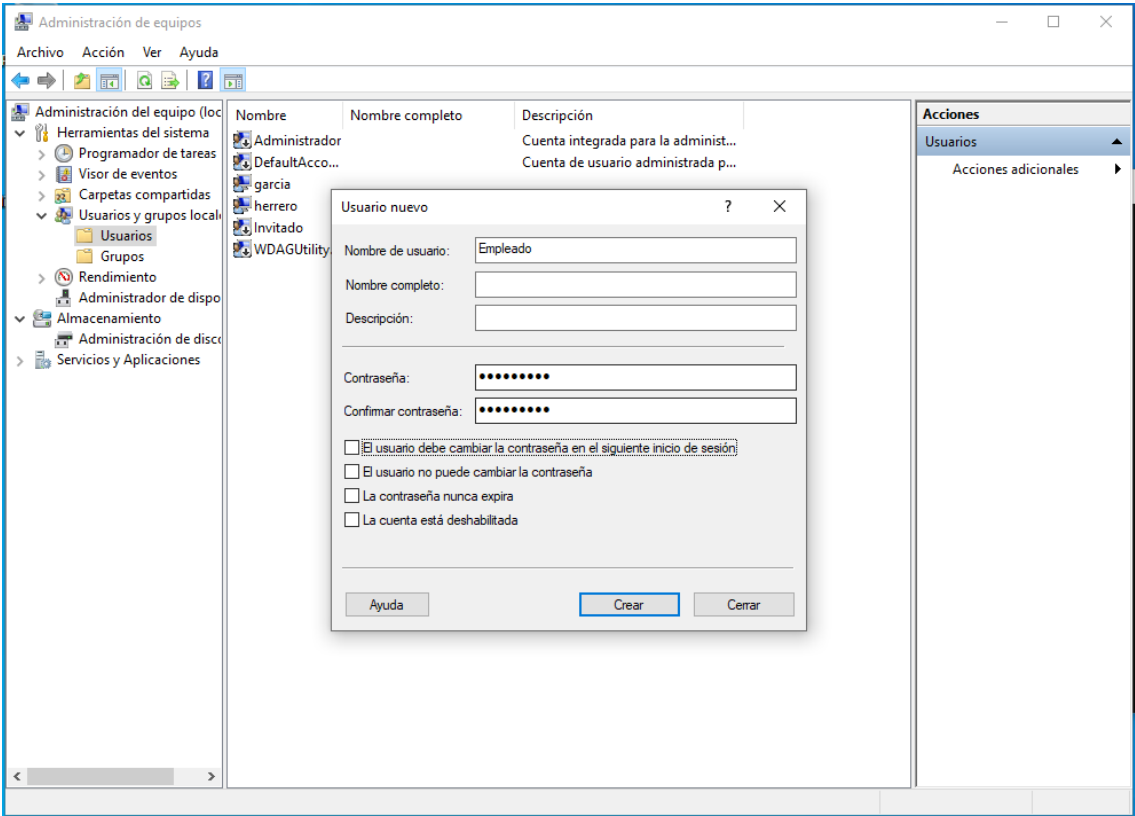 Administración de equipos
Archivo Acción Ver Ayuda
Administración del equipo (loc
Herramientas del sistema
Programador de tareas
Visor de eventos
Carpetas compartidas
Usuarios y grupos local
Usuarios
Grupos
Rendimiento
Administrador de dispo
Almacenamiento
Administración de disc
Servicios y Aplicaciones
Nombre Nombre completo Descripción
Administrador Cuenta integrada para la administ...
DefaultAcco... Cuenta de usuario administrada p...
garcia
herrero
Invitado
WDAGUtility
Usuario nuevo ? ×
Nombre de usuario: Empleado
Nombre completo:
Descripción:
Contraseña: •••••••••
Confirmar contraseña: •••••••••
El usuario debe cambiar la contraseña en el siguiente inicio de sesión
El usuario no puede cambiar la contraseña
La contraseña nunca expira
La cuenta está deshabilitada
Ayuda Crear Cerrar
Acciones
Usuarios
Acciones adicionales